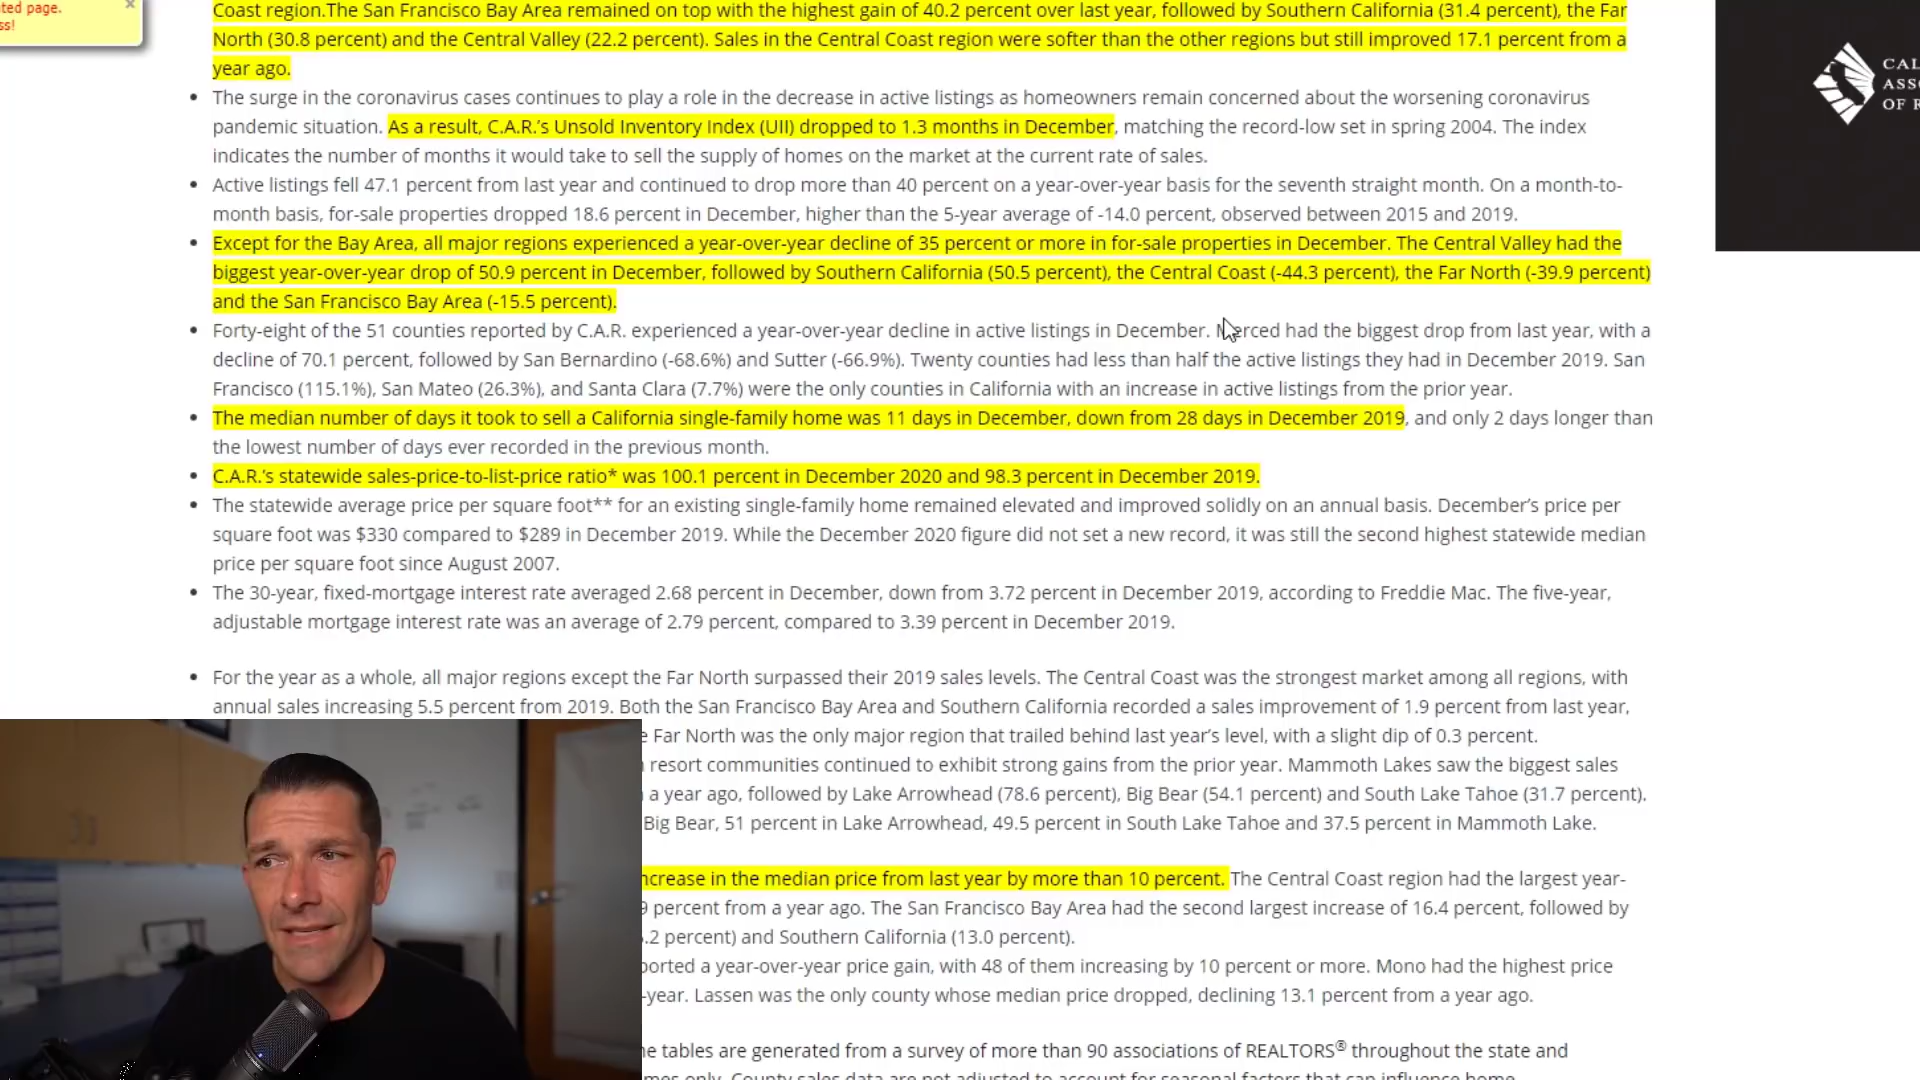 ted page.
ss!
Coast region.The San Francisco Bay Area remained on top with the highest gain of 40.2 percent over last year, followed by Southern California (31.4 percent), the Far
North (30.8 percent) and the Central Valley (22.2 percent). Sales in the Central Coast region were softer than the other regions but still improved 17.1 percent from a
year ago.
The surge in the coronavirus cases continues to play a role in the decrease in active listings as homeowners remain concerned about the worsening coronavirus
pandemic situation. As a result, C.A.R.'s Unsold Inventory Index (UII) dropped to 1.3 months in December, matching the record-low set in spring 2004. The index
indicates the number of months it would take to sell the supply of homes on the market at the current rate of sales.
Active listings fell 47.1 percent from last year and continued to drop more than 40 percent on a year-over-year basis for the seventh straight month. On a month-to-
month basis, for-sale properties dropped 18.6 percent in December, higher than the 5-year average of -14.0 percent, observed between 2015 and 2019.
Except for the Bay Area, all major regions experienced a year-over-year decline of 35 percent or more in for-sale properties in December. The Central Valley had the
biggest year-over-year drop of 50.9 percent in December, followed by Southern California (50.5 percent), the Central Coast (-44.3 percent), the Far North (-39.9 percent)
and the San Francisco Bay Area (-15.5 percent).
Forty-eight of the 51 counties reported by C.A.R. experienced a year-over-year decline in active listings in December. Merced had the biggest drop from last year, with a
decline of 70.1 percent, followed by San Bernardino (-68.6%) and Sutter (-66.9%). Twenty counties had less than half the active listings they had in December 2019. San
Francisco (115.1%), San Mateo (26.3%), and Santa Clara (7.7%) were the only counties in California with an increase in active listings from the prior year.
The median number of days it took to sell a California single-family home was 11 days in December, down from 28 days in December 2019, and only 2 days longer than
the lowest number of days ever recorded in the previous month.
C.A.R.'s statewide sales-price-to-list-price ratio* was 100.1 percent in December 2020 and 98.3 percent in December 2019.
The statewide average price per square foot** for an existing single-family home remained elevated and improved solidly on an annual basis. December's price per
square foot was $330 compared to $289 in December 2019. While the December 2020 figure did not set a new record, it was still the second highest statewide median
price per square foot since August 2007.
The 30-year, fixed-mortgage interest rate averaged 2.68 percent in December, down from 3.72 percent in December 2019, according to Freddie Mac. The five-year,
adjustable mortgage interest rate was an average of 2.79 percent, compared to 3.39 percent in December 2019.
For the year as a whole, all major regions except the Far North surpassed their 2019 sales levels. The Central Coast was the strongest market among all regions, with
annual sales increasing 5.5 percent from 2019. Both the San Francisco Bay Area and Southern California recorded a sales improvement of 1.9 percent from last year,
e Far North was the only major region that trailed behind last year's level, with a slight dip of 0.3 percent.
resort communities continued to exhibit strong gains from the prior year. Mammoth Lakes saw the biggest sales
a year ago, followed by Lake Arrowhead (78.6 percent), Big Bear (54.1 percent) and South Lake Tahoe (31.7 percent).
Big Bear, 51 percent in Lake Arrowhead, 49.5 percent in South Lake Tahoe and 37.5 percent in Mammoth Lake.
ncrease in the median price from last year by more than 10 percent. The Central Coast region had the largest year-
9 percent from a year ago. The San Francisco Bay Area had the second largest increase of 16.4 percent, followed by
.2 percent) and Southern California (13.0 percent).
ported a year-over-year price gain, with 48 of them increasing by 10 percent or more. Mono had the highest price
-year. Lassen was the only county whose median price dropped, declining 13.1 percent from a year ago.
he tables are generated from a survey of more than 90 associations of REALTORS® throughout the state and
mes only. County sales data are not adjusted to account for seasonal factors that can influence home
CAL
ASSO
OF R